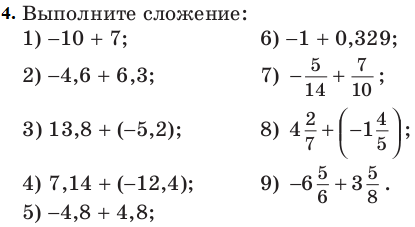 4. Выполните сложение:
1) –10 + 7;
2) –4,6 + 6,3;
3) 13,8 + (–5,2);
4) 7,14 + (–12,4);
5) –4,8 + 4,8;
6) –1 + 0,329;
7) –5/14 + 7/10;
8) 4 2/7 + (–1 4/5);
9) –6 5/6 + 3 5/8.